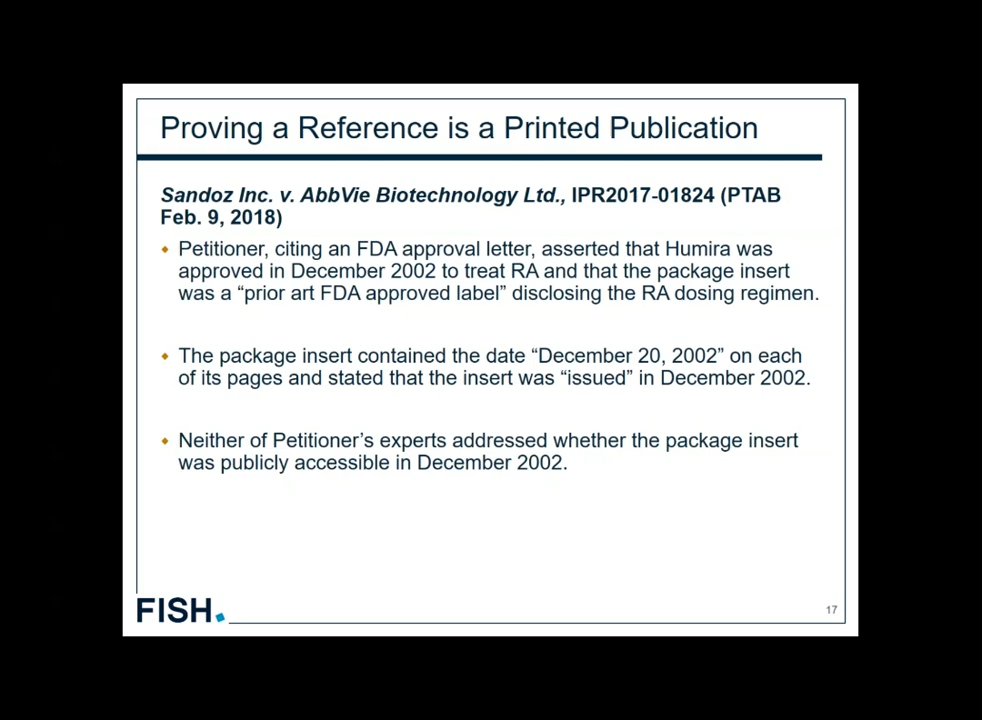 Proving a Reference is a Printed Publication
Sandoz Inc. v. AbbVie Biotechnology Ltd., IPR2017-01824 (PTAB
Feb. 9, 2018)
Petitioner, citing an FDA approval letter, asserted that Humira was
approved in December 2002 to treat RA and that the package insert
was a “prior art FDA approved label” disclosing the RA dosing regimen.
The package insert contained the date “December 20, 2002” on each
of its pages and stated that the insert was “issued” in December 2002.
Neither of Petitioner’s experts addressed whether the package insert
was publicly accessible in December 2002.
FISH.
17